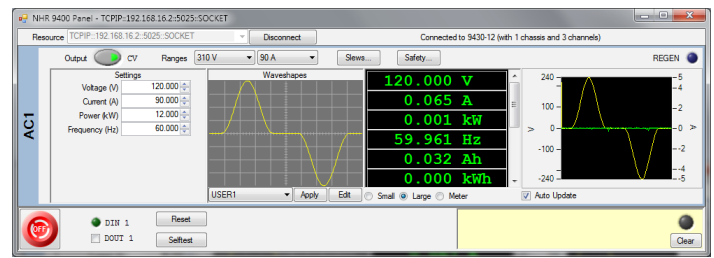 NHR 9400 Panel - TCPIP::192.168.16.2::5025::SOCKET
Resource TCPIP::192.168.16.2::5025::SOCKET Disconnect Connected to 9430-12 (with 1 chassis and 3 channels)
Output CV Ranges 310 V 90 A Slews... Safety... REGEN
AC1
Settings
Voltage (V) 120.000
Current (A) 90.000
Power (kW) 12.000
Frequency (Hz) 60.000
Waveshapes
USER1 Apply Edit
120.000 V
0.065 A
0.001 kW
59.961 Hz
0.032 Ah
0.000 kWh
Small Large Meter
240
100
0
-100
-240
V
5
4
2
0
-2
-4
-5
A
Auto Update
OFF
DIN 1 Reset
DOUT 1 Selftest
Clear